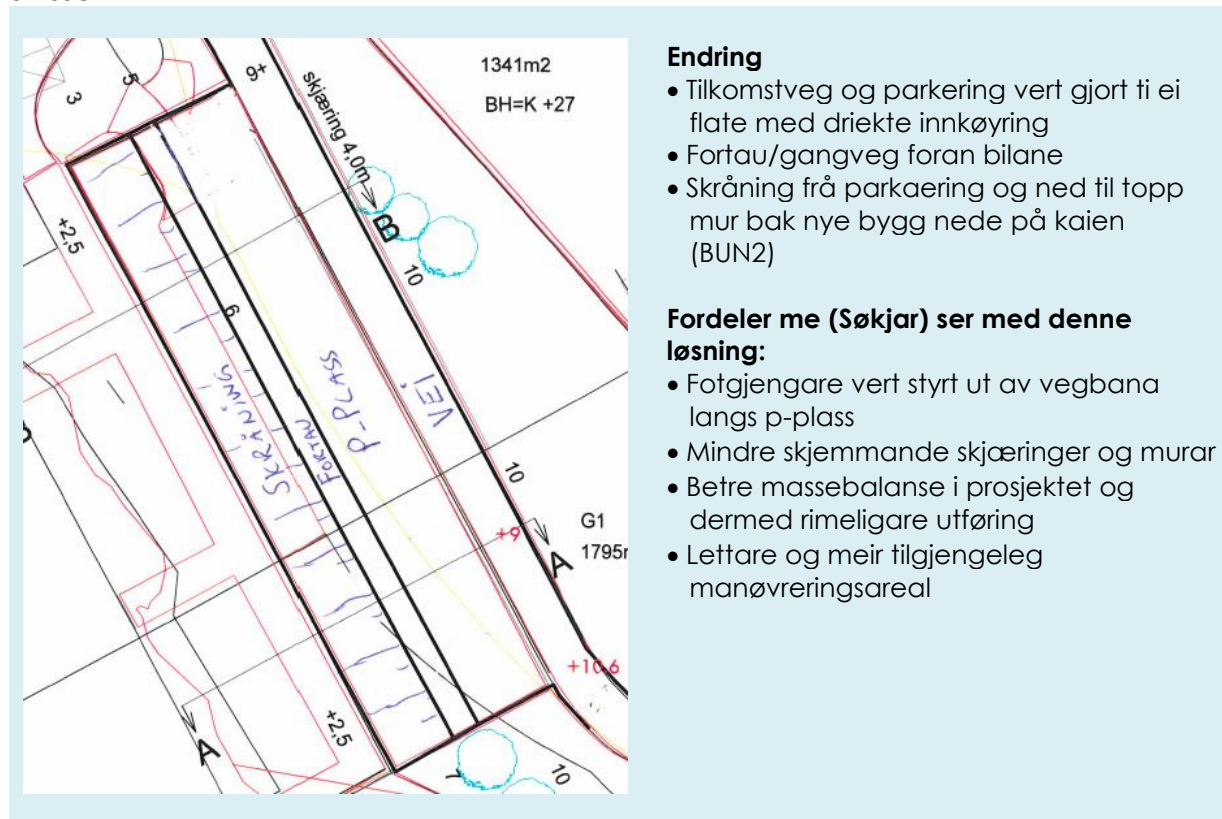 1341m2
BH=K +27
+9
skjæring 4,0m
5
3
B
+2,5
10
9
SKRÅNING
FORTAU
P-PLASS
VEI
10
G1
+9
A
1795m
+10,6
+2,5
A
7
10
Endring
• Tilkomstveg og parkering vert gjort ti ei
flate med driekte innkøyring
• Fortau/gangveg foran bilane
• Skråning frå parkaering og ned til topp
mur bak nye bygg nede på kaien
(BUN2)
Fordeler me (Søkjar) ser med denne
løsning:
• Fotgjengare vert styrt ut av vegbana
langs p-plass
• Mindre skjemmande skjæringer og murar
• Betre massebalanse i prosjektet og
dermed rimeligare utføring
• Lettare og meir tilgjengeleg
manøvreringsareal